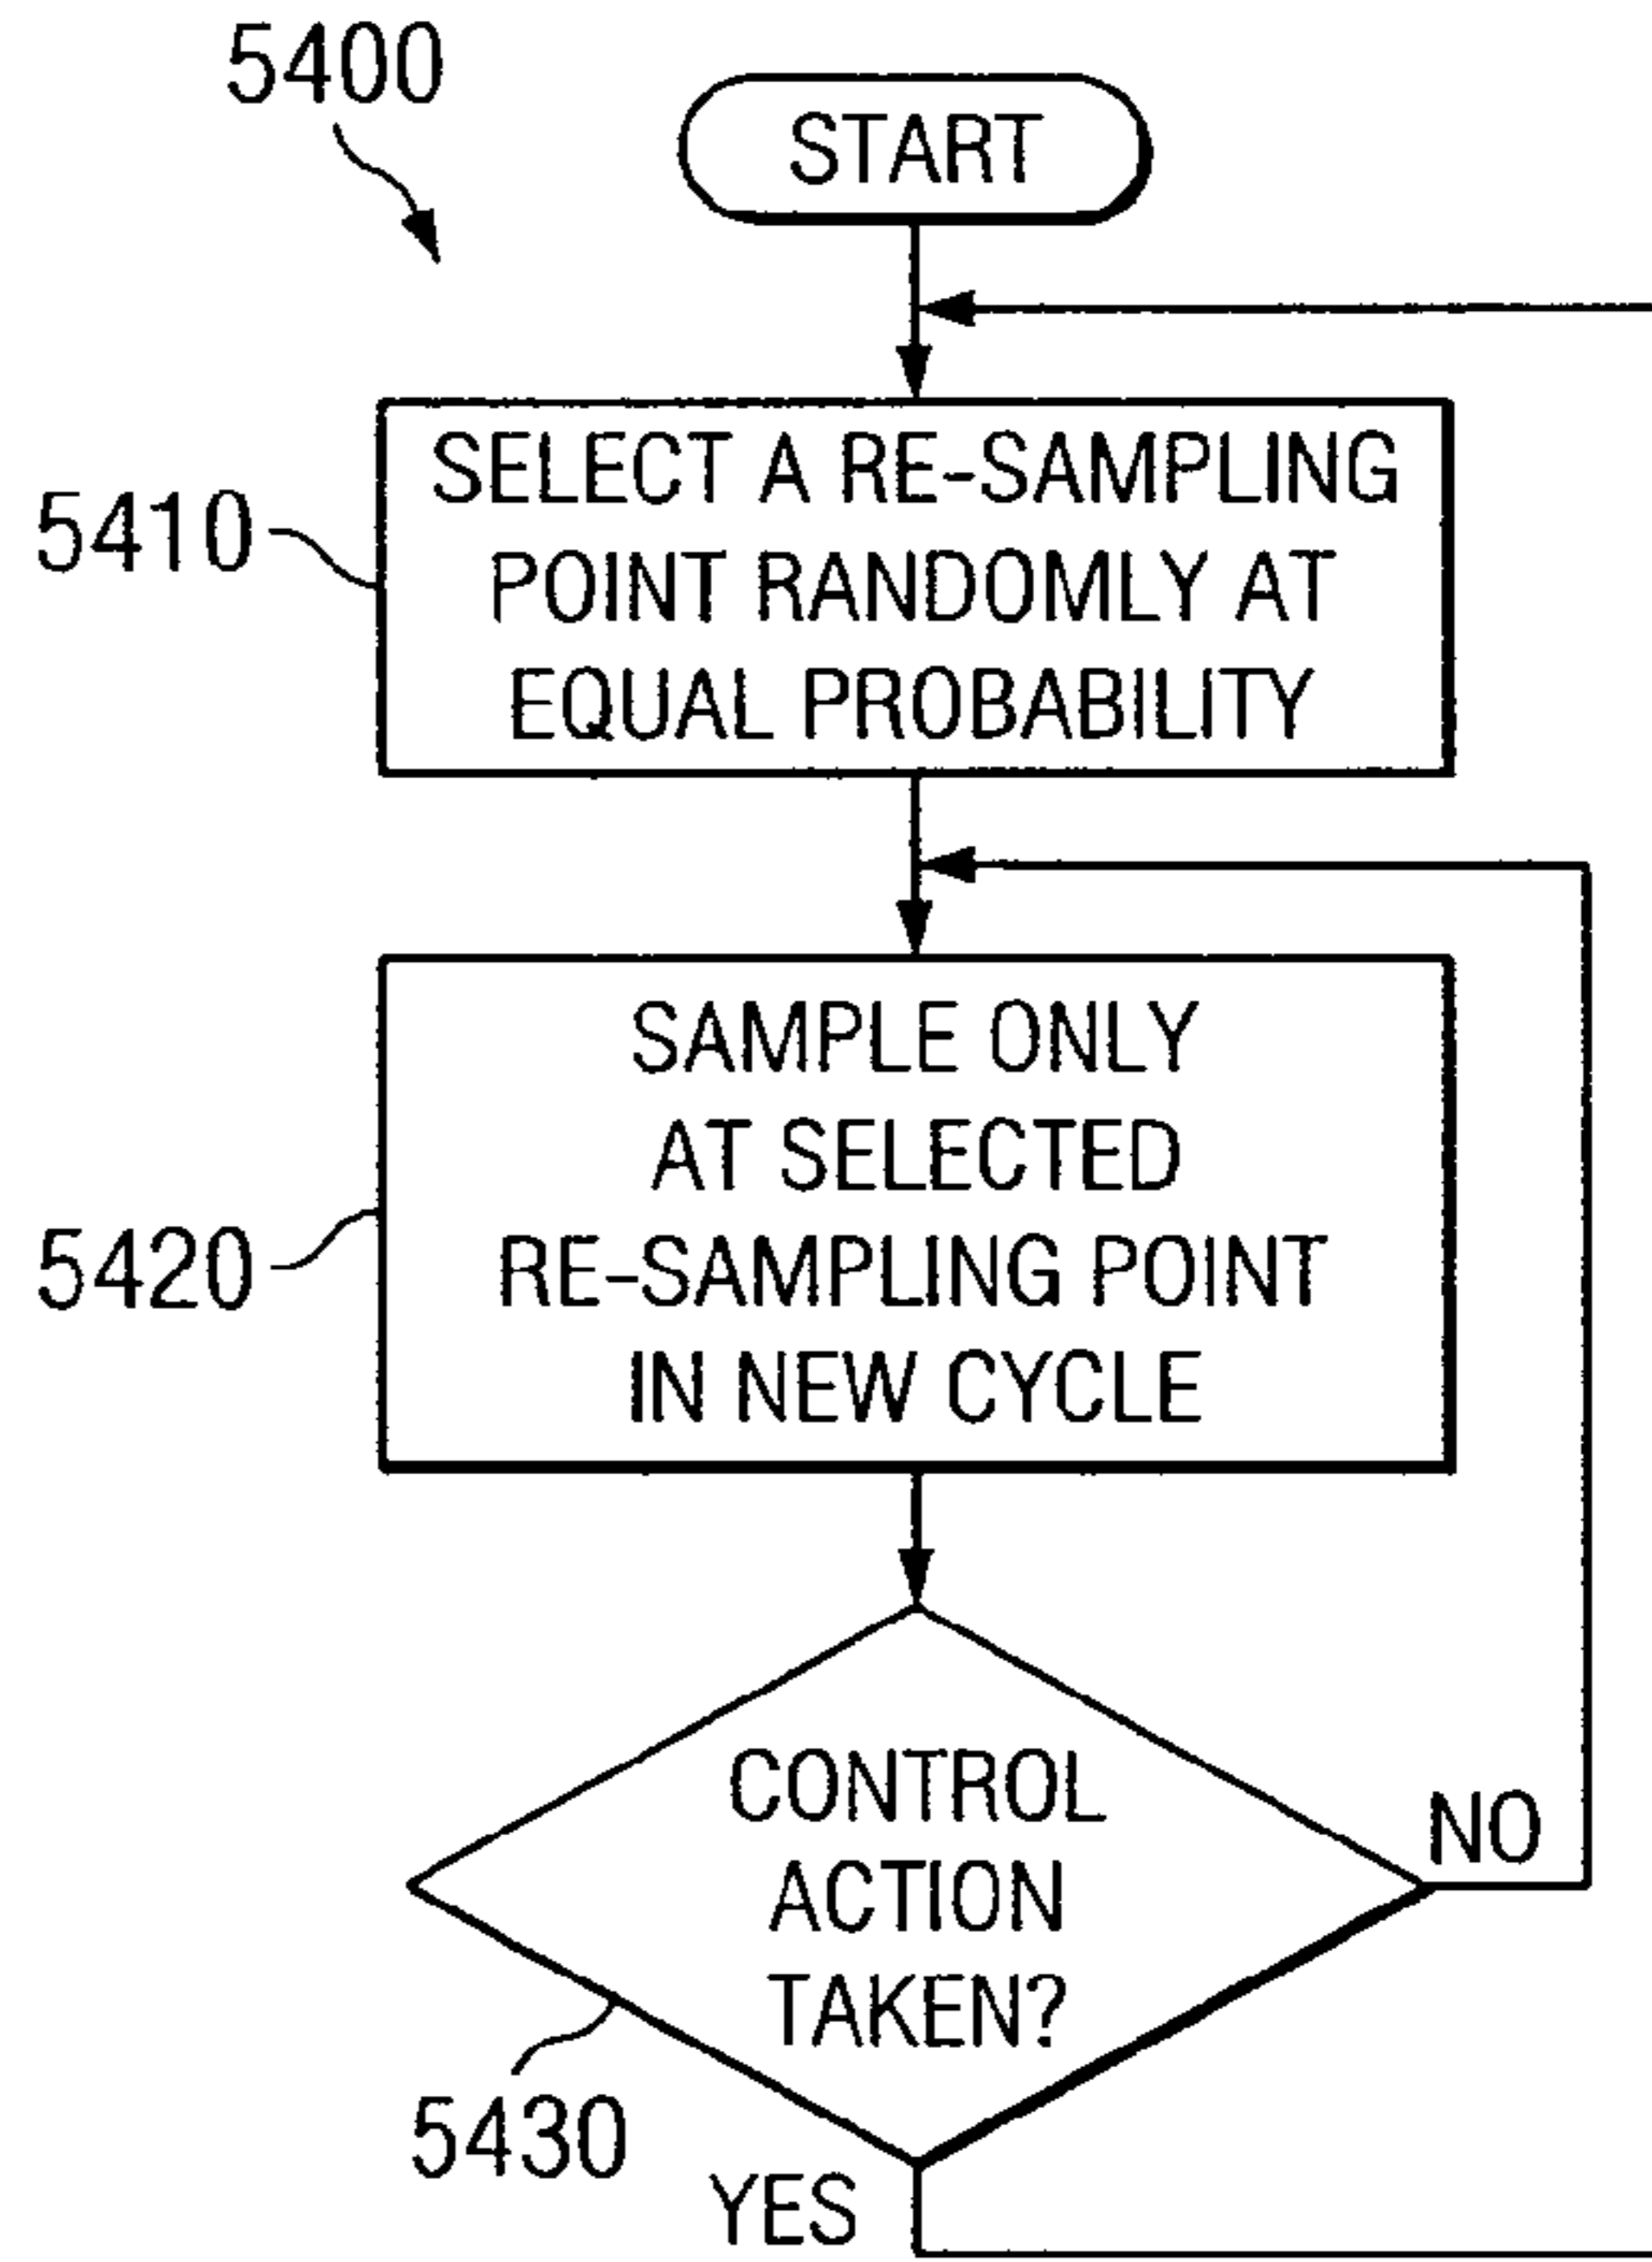 5400
START
5410
SELECT A RE-SAMPLING
POINT RANDOMLY AT
EQUAL PROBABILITY
5420
SAMPLE ONLY
AT SELECTED
RE-SAMPLING POINT
IN NEW CYCLE
CONTROL
ACTION
TAKEN?
NO
5430
YES